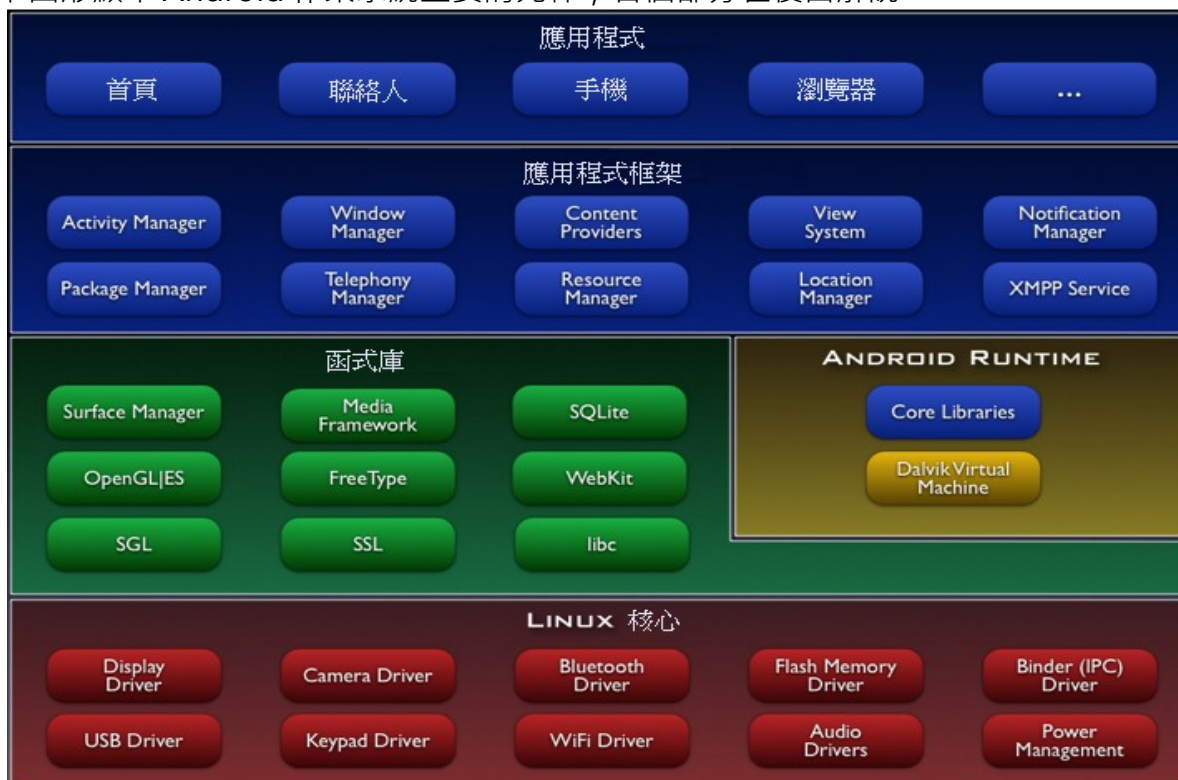 應用程式
首頁
聯絡人
手機
瀏覽器
...
應用程式框架
Activity Manager
Window
Manager
Content
Providers
View
System
Notification
Manager
Package Manager
Telephony
Manager
Resource
Manager
Location
Manager
XMPP Service
函式庫
Surface Manager
Media
Framework
SQLite
OpenGL|ES
FreeType
WebKit
SGL
SSL
libc
ANDROID RUNTIME
Core Libraries
Dalvik Virtual
Machine
LINUX 核心
Display
Driver
Camera Driver
Bluetooth
Driver
Flash Memory
Driver
Binder (IPC)
Driver
USB Driver
Keypad Driver
WiFi Driver
Audio
Drivers
Power
Management